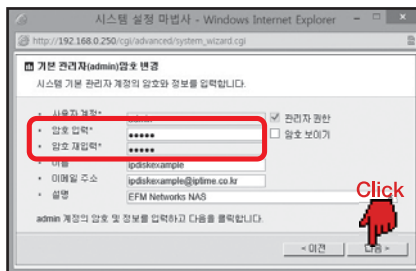 시스템 설정 마법사 - Windows Internet Explorer
http://192.168.0.250/cgi/advanced/system_wizard.cgi
기본 관리자(admin)암호 변경
시스템 기본 관리자 계정의 암호와 정보를 입력합니다.
사용자 계정* admin 관리자 권한
암호 입력* ••••• 암호 보이기
암호 재입력* •••••
이름 ipdiskexample
이메일 주소 ipdiskexample@iptime.co.kr
설명 EFM Networks NAS
Click
admin 계정의 암호 및 정보를 입력하고 다음을 클릭합니다.
< 이전 다음 >